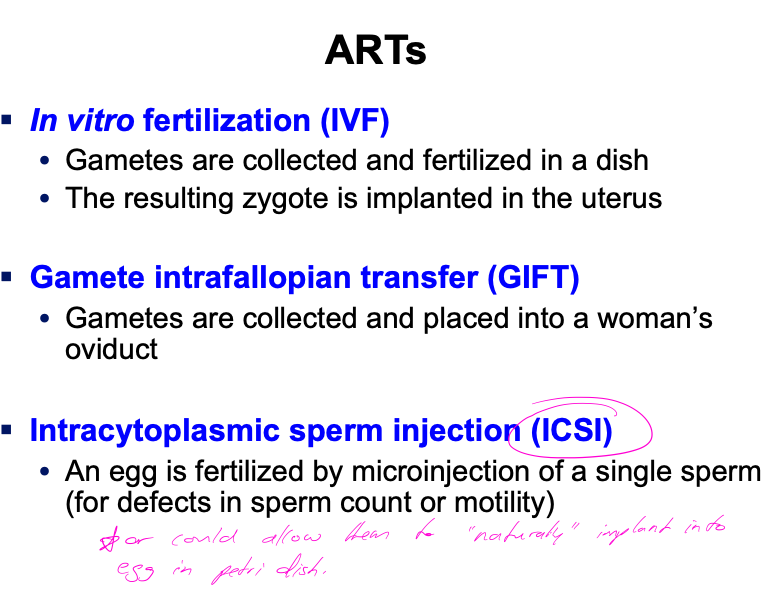 ARTs
▪ In vitro fertilization (IVF)
• Gametes are collected and fertilized in a dish
• The resulting zygote is implanted in the uterus
▪ Gamete intrafallopian transfer (GIFT)
• Gametes are collected and placed into a woman's
oviduct
▪ Intracytoplasmic sperm injection (ICSI)
• An egg is fertilized by microinjection of a single sperm
(for defects in sperm count or motility)
* or could allow them to "naturally" implant into
egg in petri dish.